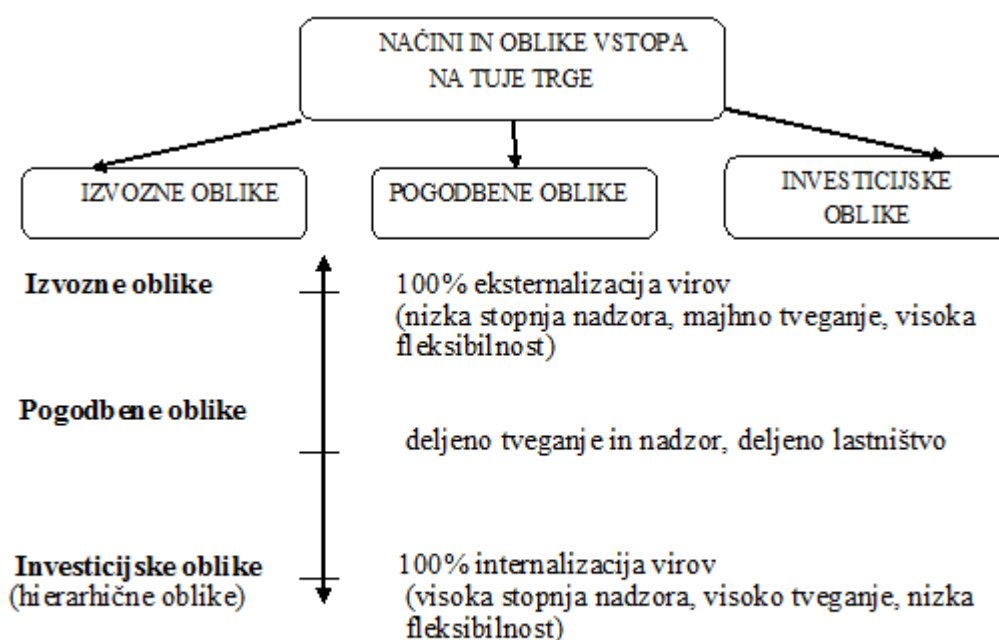 NAČINI IN OBLIKE VSTOPA
NA TUJE TRGE
IZVOZNE OBLIKE
POGODBENE OBLIKE
INVESTICIJSKE
OBLIKE
Izvozne oblike
100% eksternalizacija virov
(nizka stopnja nadzora, majhno tveganje, visoka
fleksibilnost)
Pogodbene oblike
deljeno tveganje in nadzor, deljeno lastništvo
Investicijske oblike
(hierarhične oblike)
100% internalizacija virov
(visoka stopnja nadzora, visoko tveganje, nizka
fleksibilnost)